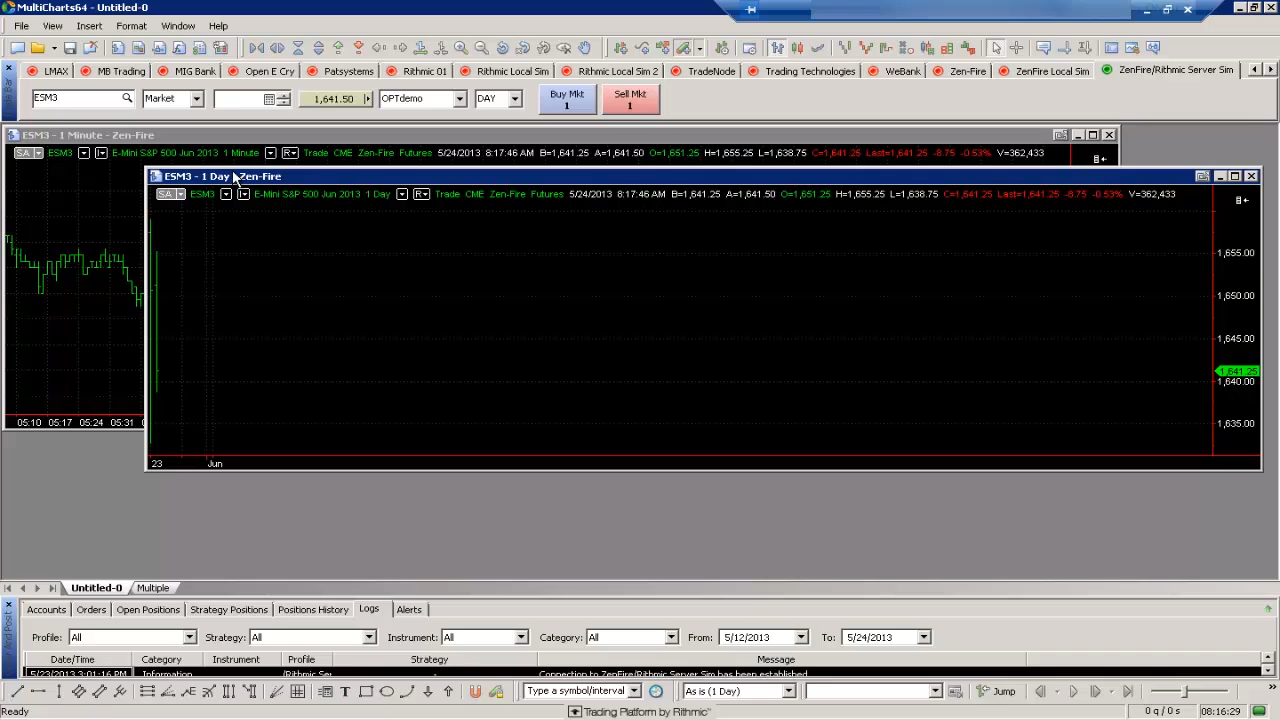 MultiCharts64 - Untitled-0
File View Insert Format Window Help
LMAX MB Trading MIG Bank Open E Cry Patsystems Rithmic 01 Rithmic Local Sim Rithmic Local Sim 2 TradeNode Trading Technologies WeBank Zen-Fire ZenFire Local Sim ZenFire/Rithmic Server Sim
ESM3 Market 1,641.50 OPTdemo DAY Buy Mkt 1 Sell Mkt 1
ESM3 - 1 Minute - Zen-Fire
SA ESM3 I R E-Mini S&P 500 Jun 2013 1 Minute Trade CME Zen-Fire Futures 5/24/2013 8:17:46 AM B=1,641.25 A=1,641.50 O=1,651.25 H=1,655.25 L=1,638.75 C=1,641.25 Last=1,641.25 -8.75 -0.53% V=362,433
ESM3 - 1 Day - Zen-Fire
SA ESM3 E-Mini S&P 500 Jun 2013 1 Day R Trade CME Zen-Fire Futures 5/24/2013 8:17:46 AM B=1,641.25 A=1,641.50 O=1,651.25 H=1,655.25 L=1,638.75 C=1,641.25 Last=1,641.25 -8.75 -0.53% V=362,433
1,655.00
1,650.00
1,645.00
1,641.25
1,640.00
1,635.00
05:10 05:17 05:24 05:31
23 Jun
Untitled-0 Multiple
Accounts Orders Open Positions Strategy Positions Positions History Logs Alerts
Profile: All Strategy: All Instrument: All Category: All From: 5/12/2013 To: 5/24/2013
Date/Time Category Instrument Profile Strategy Message
5/23/2013 3:01:16 PM Information /Rithmic Ser - Connection to ZenFire/Rithmic Server Sim has been established
Type a symbol/interval As is (1 Day) Jump
Ready Trading Platform by Rithmic™ 0 q / 0 s 08:16:29